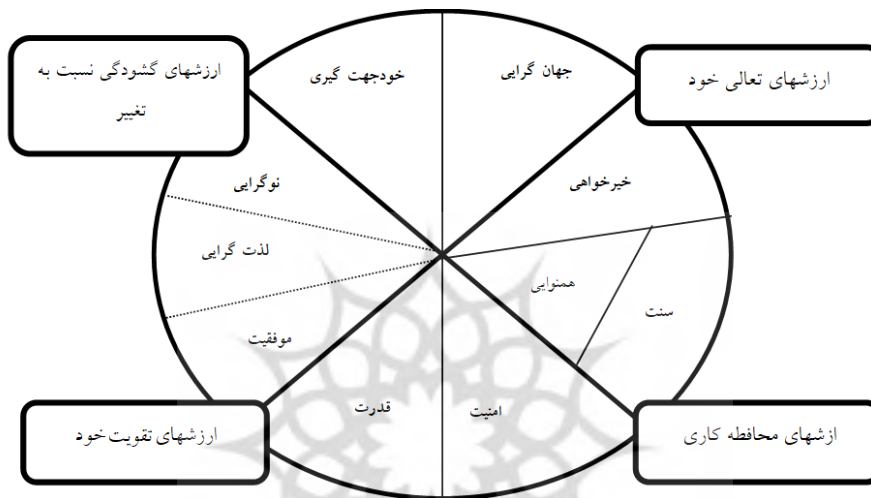 ارزشهای تعالی خود
جهان گرایی
خودجهت گیری
ارزشهای گشودگی نسبت به
تغییر
خیرخواهی
نوگرایی
همنوایی
لذت گرایی
سنت
موفقیت
امنیت
قدرت
ازشهای محافظه کاری
ارزشهای تقویت خود